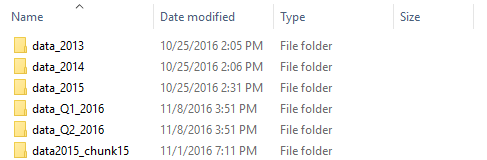 Name Date modified Type Size
data_2013 10/25/2016 2:05 PM File folder
data_2014 10/25/2016 2:06 PM File folder
data_2015 10/25/2016 2:31 PM File folder
data_Q1_2016 11/8/2016 3:51 PM File folder
data_Q2_2016 11/8/2016 3:51 PM File folder
data2015_chunk15 11/1/2016 7:11 PM File folder